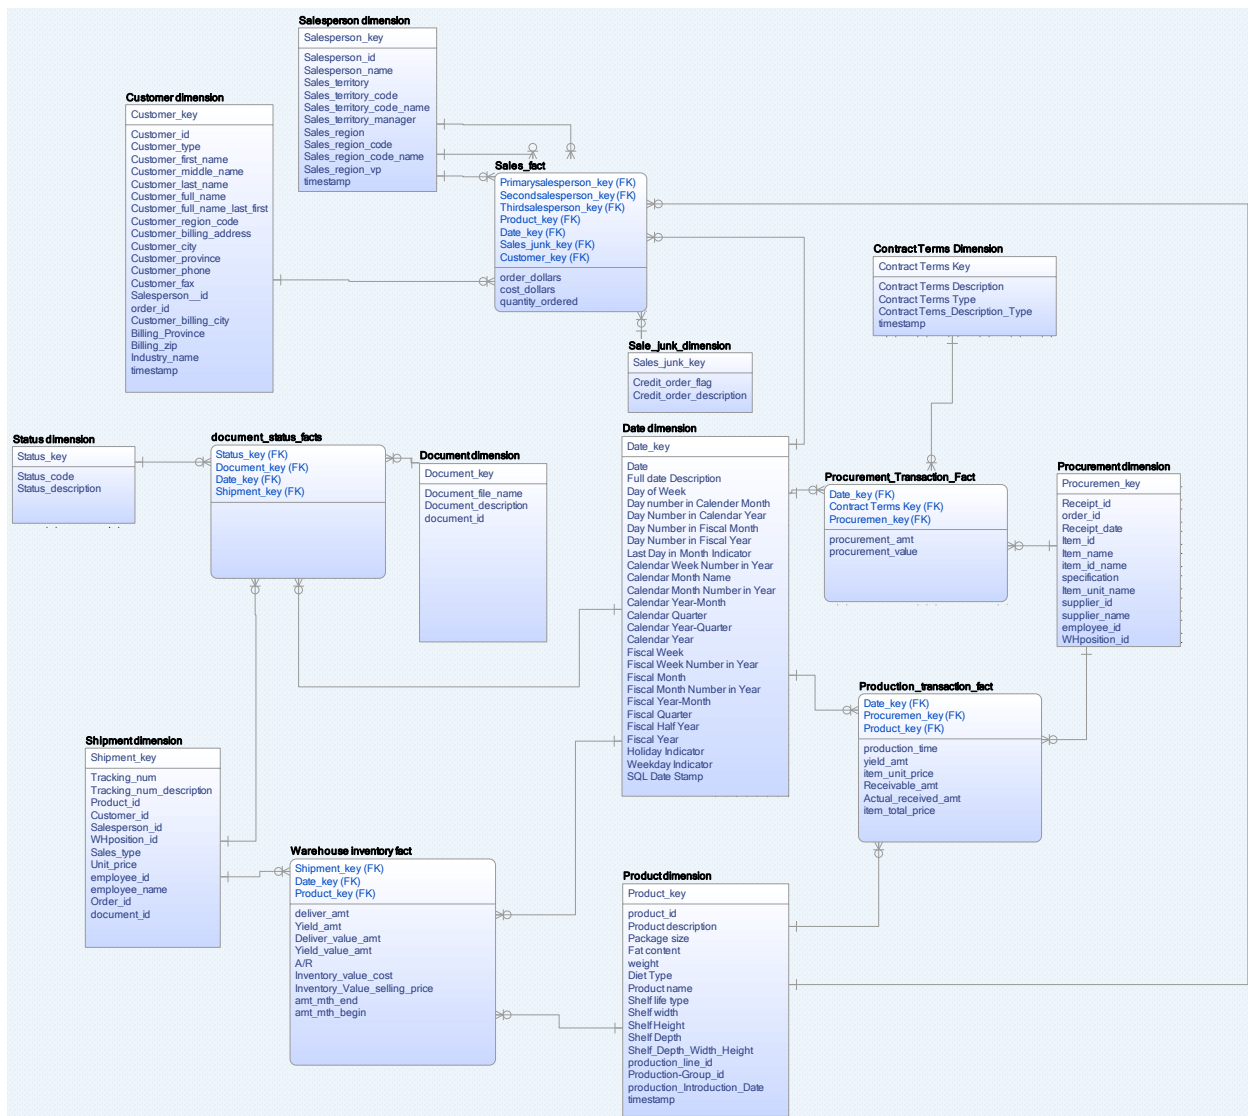 Salesperson dimension
Salesperson_key
Salesperson_id
Salesperson_name
Sales_territory
Sales_territory_code
Sales_territory_code_name
Sales_territory_manager
Sales_region
Sales_region_code
Sales_region_code_name
Sales_region_vp
timestamp
Customer dimension
Customer_key
Customer_id
Customer_type
Customer_first_name
Customer_middle_name
Customer_last_name
Customer_full_name
Customer_full_name_last_first
Customer_region_code
Customer_billing_address
Customer_city
Customer_province
Customer_phone
Customer_fax
Salesperson__id
order_id
Customer_billing_city
Billing_Province
Billing_zip
Industry_name
timestamp
Sales_fact
Primarysalesperson_key (FK)
Secondsalesperson_key (FK)
Thirdsalesperson_key (FK)
Product_key (FK)
Date_key (FK)
Sales_junk_key (FK)
Customer_key (FK)
order_dollars
cost_dollars
quantity_ordered
Contract Terms Dimension
Contract Terms Key
Contract Terms Description
Contract Terms Type
Contract Tems_Description_Type
timestamp
Sale_junk_dimension
Sales_junk_key
Credit_order_flag
Credit_order_description
Status dimension
Status_key
Status_code
Status_description
document_status_facts
Status_key (FK)
Document_key (FK)
Date_key (FK)
Shipment_key (FK)
Document dimension
Document_key
Document_file_name
Document_description
document_id
Date dimension
Date_key
Date
Full date Description
Day of Week
Day number in Calender Month
Day Number in Calendar Year
Day Number in Fiscal Month
Day Number in Fiscal Year
Last Day in Month Indicator
Calendar Week Number in Year
Calendar Month Name
Calendar Month Number in Year
Calendar Year-Month
Calendar Quarter
Calendar Year-Quarter
Calendar Year
Fiscal Week
Fiscal Week Number in Year
Fiscal Month
Fiscal Month Number in Year
Fiscal Year-Month
Fiscal Quarter
Fiscal Half Year
Fiscal Year
Holiday Indicator
Weekday Indicator
SQL Date Stamp
Procurement_Transaction_Fact
Date_key (FK)
Contract Terms Key (FK)
Procuremen_key (FK)
procurement_amt
procurement_value
Procurement dimension
Procuremen_key
Receipt_id
order_id
Receipt_date
Item_id
Item_name
item_id_name
specification
Item_unit_name
supplier_id
supplier_name
employee_id
WHposition_id
Production_transaction_fact
Date_key (FK)
Procuremen_key (FK)
Product_key (FK)
production_time
yield_amt
item_unit_price
Receivable_amt
Actual_received_amt
item_total_price
Shipment dimension
Shipment_key
Tracking_num
Tracking_num_description
Product_id
Customer_id
Salesperson_id
WHposition_id
Sales_type
Unit_price
employee_id
employee_name
Order_id
document_id
Warehouse inventory fact
Shipment_key (FK)
Date_key (FK)
Product_key (FK)
deliver_amt
Yield_amt
Deliver_value_amt
Yield_value_amt
A/R
Inventory_value_cost
Inventory_Value_selling_price
amt_mth_end
amt_mth_begin
Product dimension
Product_key
product_id
Product description
Package size
Fat content
weight
Diet Type
Product name
Shelf life type
Shelf width
Shelf Height
Shelf Depth
Shelf_Depth_Width_Height
production_line_id
Production-Group_id
production_Introduction_Date
timestamp